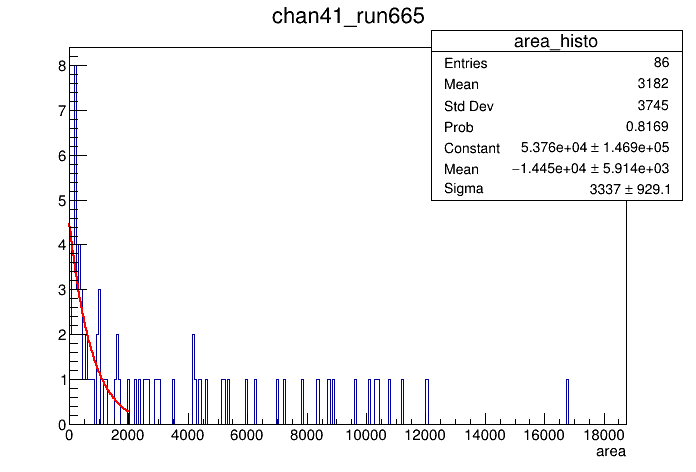 chan41_run665
area_histo
Entries 86
Mean 3182
Std Dev 3745
Prob 0.8169
Constant 5.376e+04 ± 1.469e+05
Mean −1.445e+04 ± 5.914e+03
Sigma 3337 ± 929.1
8
7
6
5
4
3
2
1
0
0 2000 4000 6000 8000 10000 12000 14000 16000 18000
area